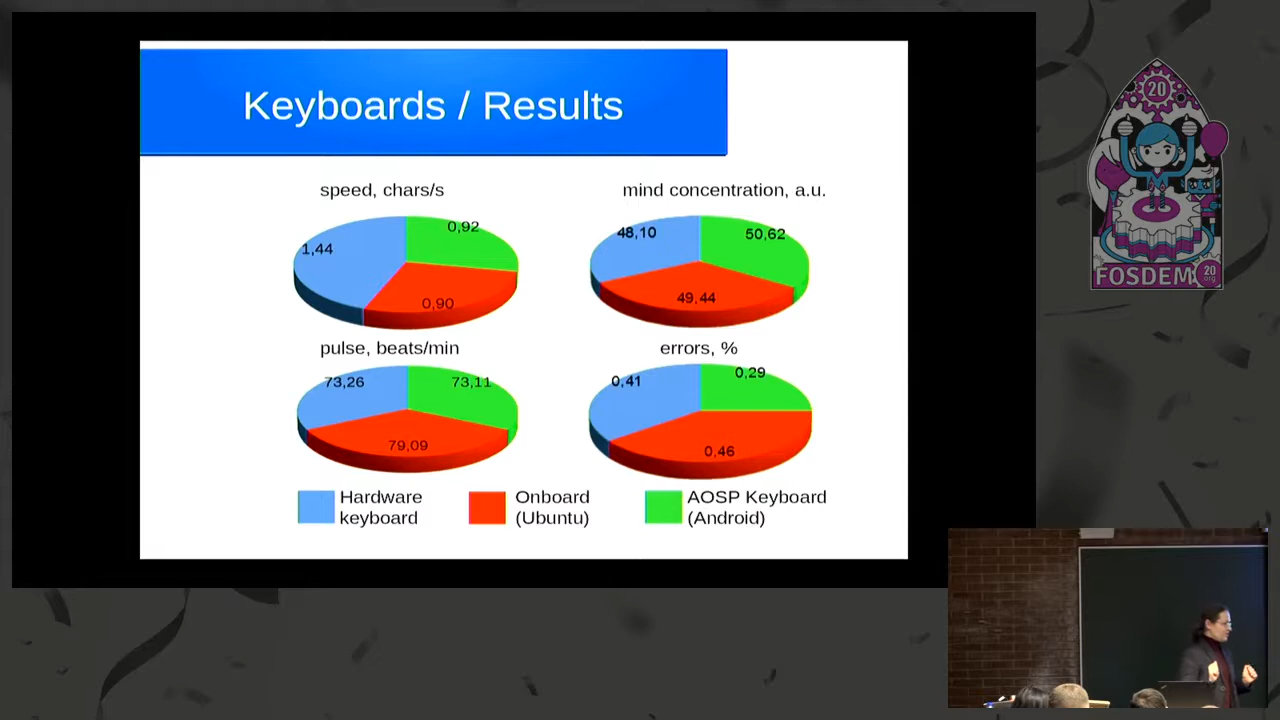 Keyboards / Results
speed, chars/s
1,44
0,92
0,90
mind concentration, a.u.
48,10
50,62
49,44
pulse, beats/min
73,26
73,11
79,09
errors, %
0,41
0,29
0,46
Hardware
keyboard
Onboard
(Ubuntu)
AOSP Keyboard
(Android)
20
FOSDEM
20
.org